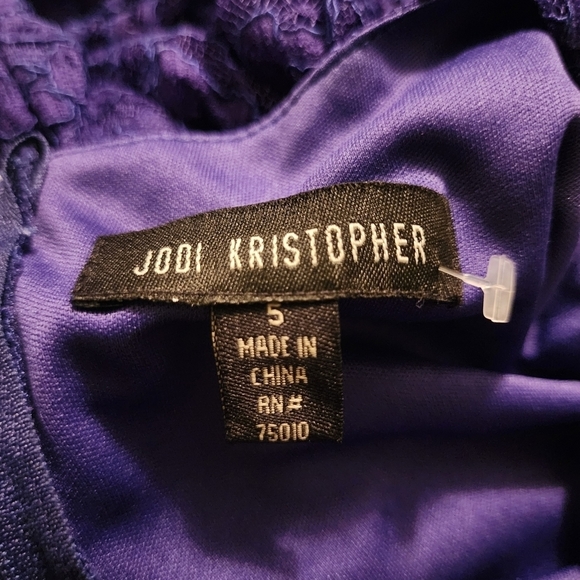 JODI KRISTOPHER
5
MADE IN
CHINA
RN#
75010